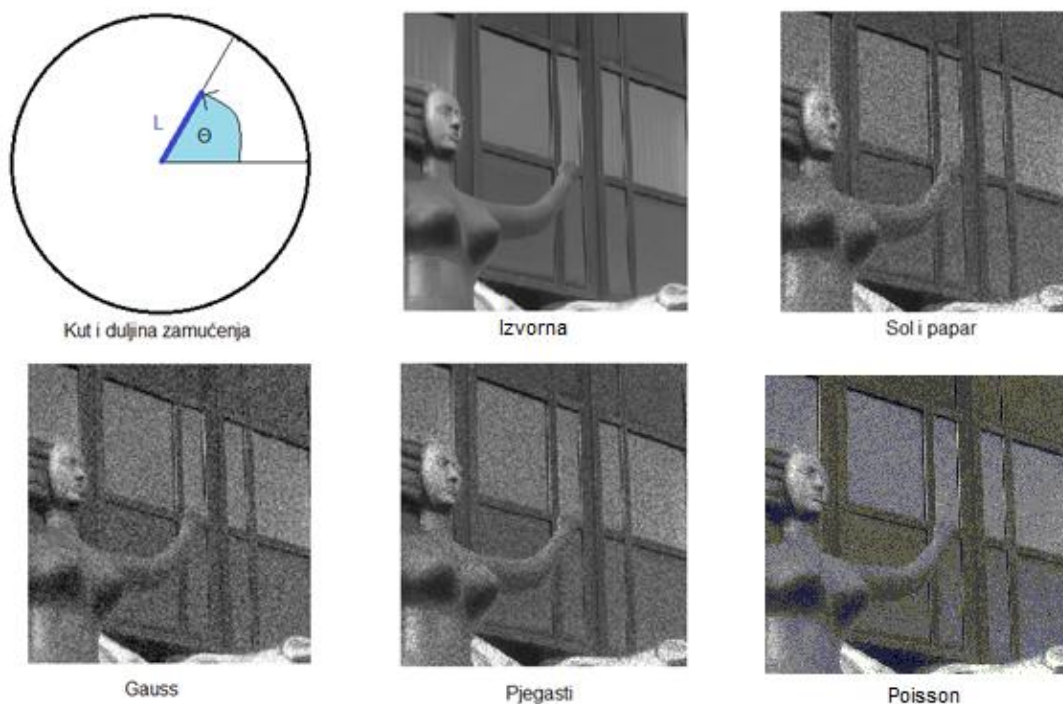 L
Θ
Kut i duljina zamućenja
Izvorna
Sol i papar
Gauss
Pjegasti
Poisson